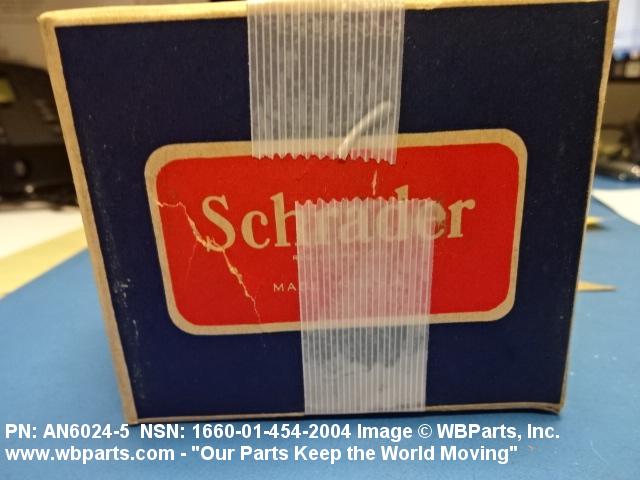 Schrader
MA
PN: AN6024-5 NSN: 1660-01-454-2004 Image © WBParts, Inc.
www.wbparts.com - "Our Parts Keep the World Moving"